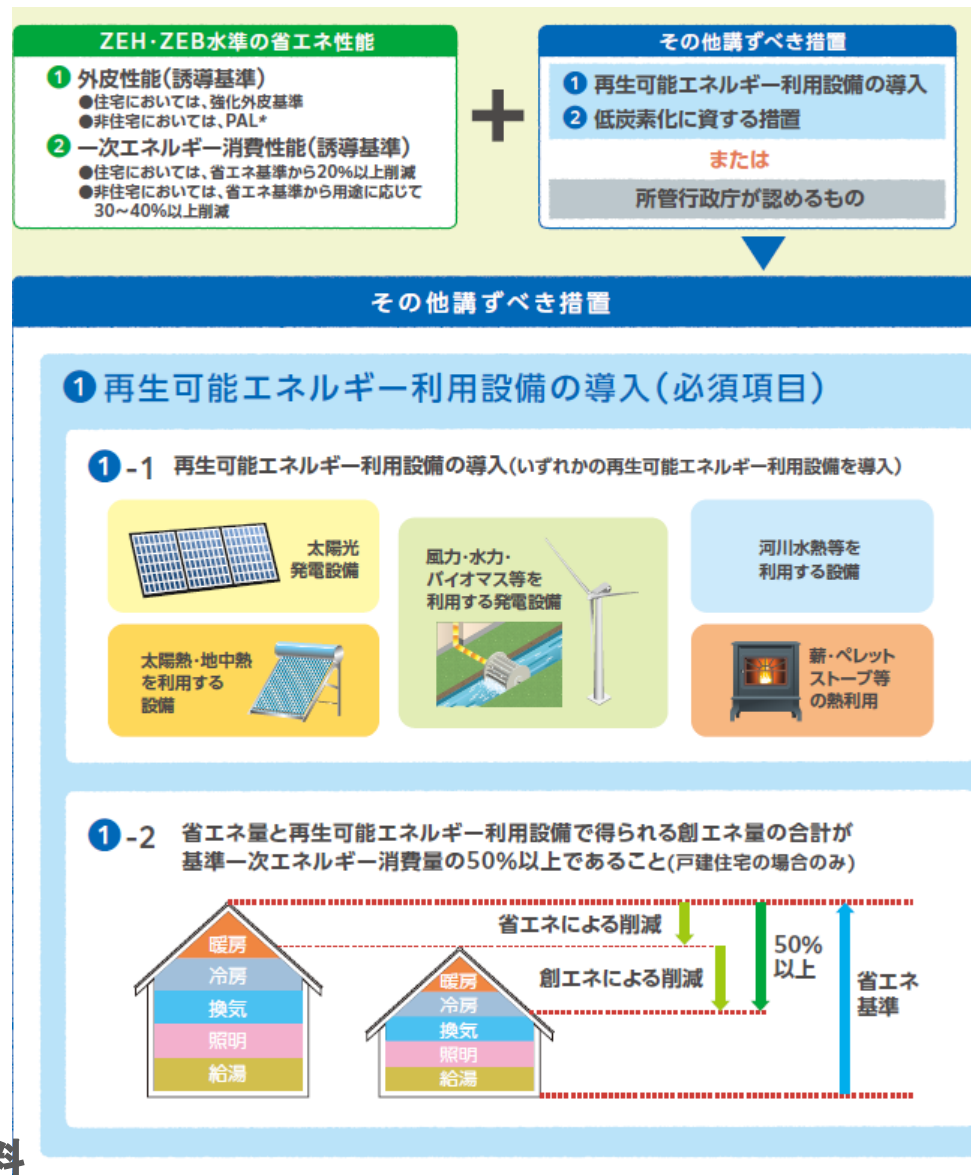 ZEH・ZEB水準の省エネ性能
❶ 外皮性能(誘導基準)
●住宅においては、強化外皮基準
●非住宅においては、PAL*
❷ 一次エネルギー消費性能(誘導基準)
●住宅においては、省エネ基準から20%以上削減
●非住宅においては、省エネ基準から用途に応じて
30~40%以上削減
+
その他講ずべき措置
❶ 再生可能エネルギー利用設備の導入
❷ 低炭素化に資する措置
または
所管行政庁が認めるもの
その他講ずべき措置
❶再生可能エネルギー利用設備の導入(必須項目)
❶-1 再生可能エネルギー利用設備の導入(いずれかの再生可能エネルギー利用設備を導入)
太陽光
発電設備
風力・水力・
バイオマス等を
利用する発電設備
河川水熱等を
利用する設備
太陽熱・地中熱
を利用する
設備
薪・ペレット
ストーブ等
の熱利用
❶-2 省エネ量と再生可能エネルギー利用設備で得られる創エネ量の合計が
基準一次エネルギー消費量の50%以上であること(戸建住宅の場合のみ)
暖房
冷房
換気
照明
給湯
暖房
冷房
換気
照明
給湯
省エネによる削減
創エネによる削減
50%
以上
省エネ
基準